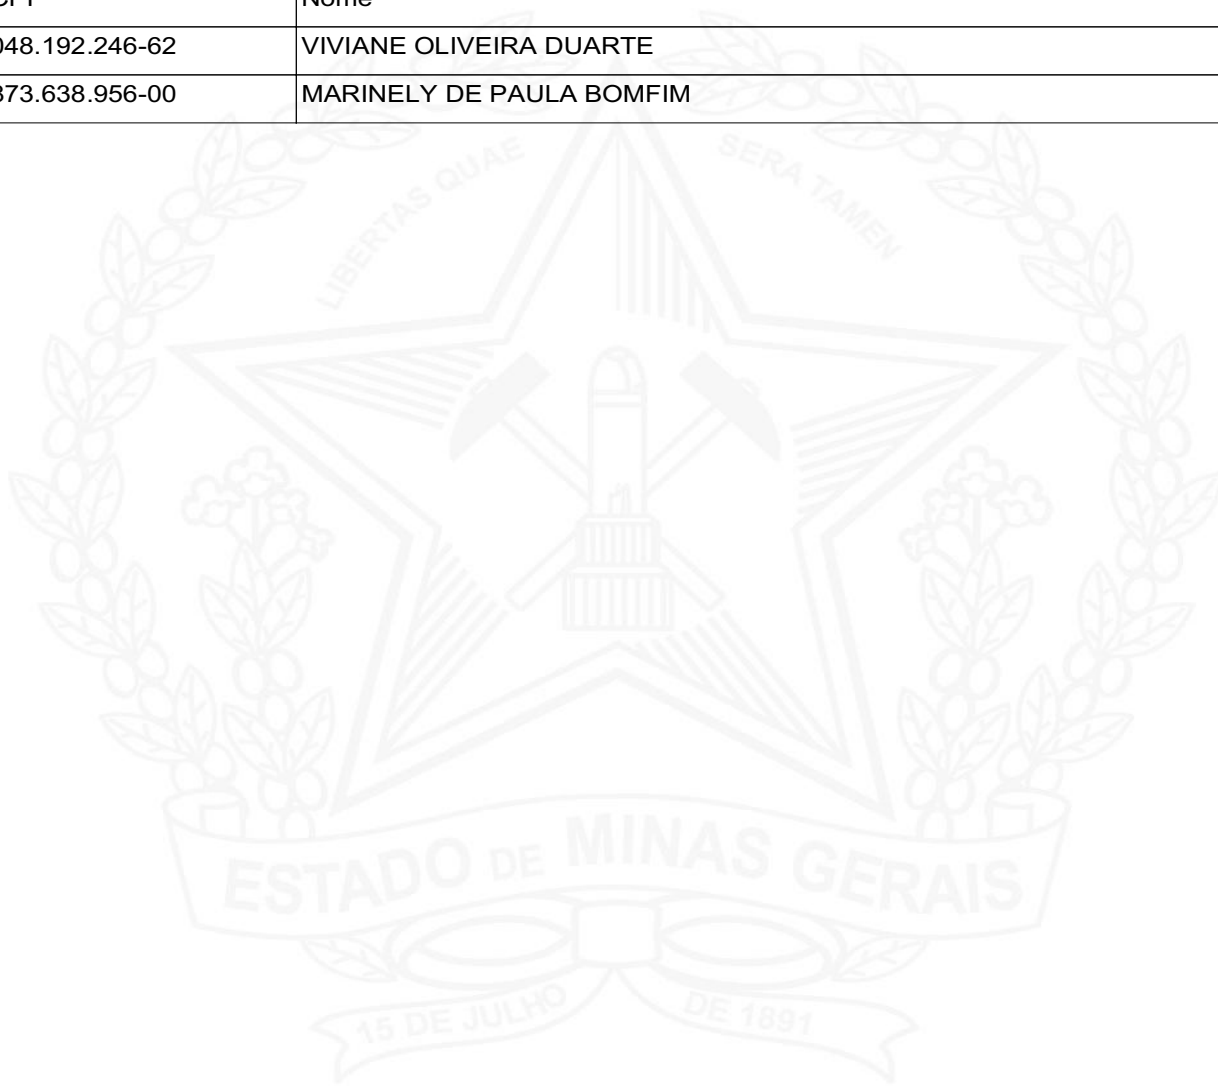 CPF Nome
048.192.246-62 VIVIANE OLIVEIRA DUARTE
873.638.956-00 MARINELY DE PAULA BOMFIM
LIBERTAS QUAE SERA TAMEN
ESTADO DE MINAS GERAIS
15 DE JULHO DE 1891